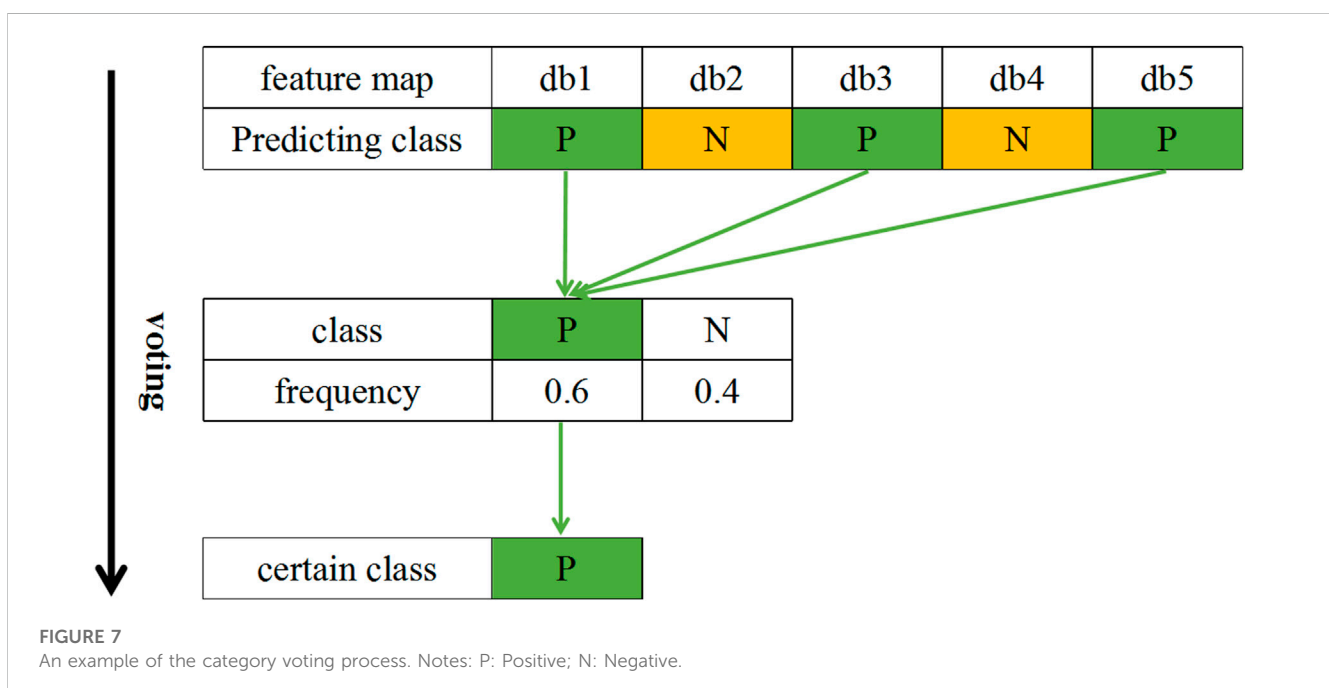 feature map db1 db2 db3 db4 db5
Predicting class P N P N P
voting
class P N
frequency 0.6 0.4
certain class P
FIGURE 7
An example of the category voting process. Notes: P: Positive; N: Negative.